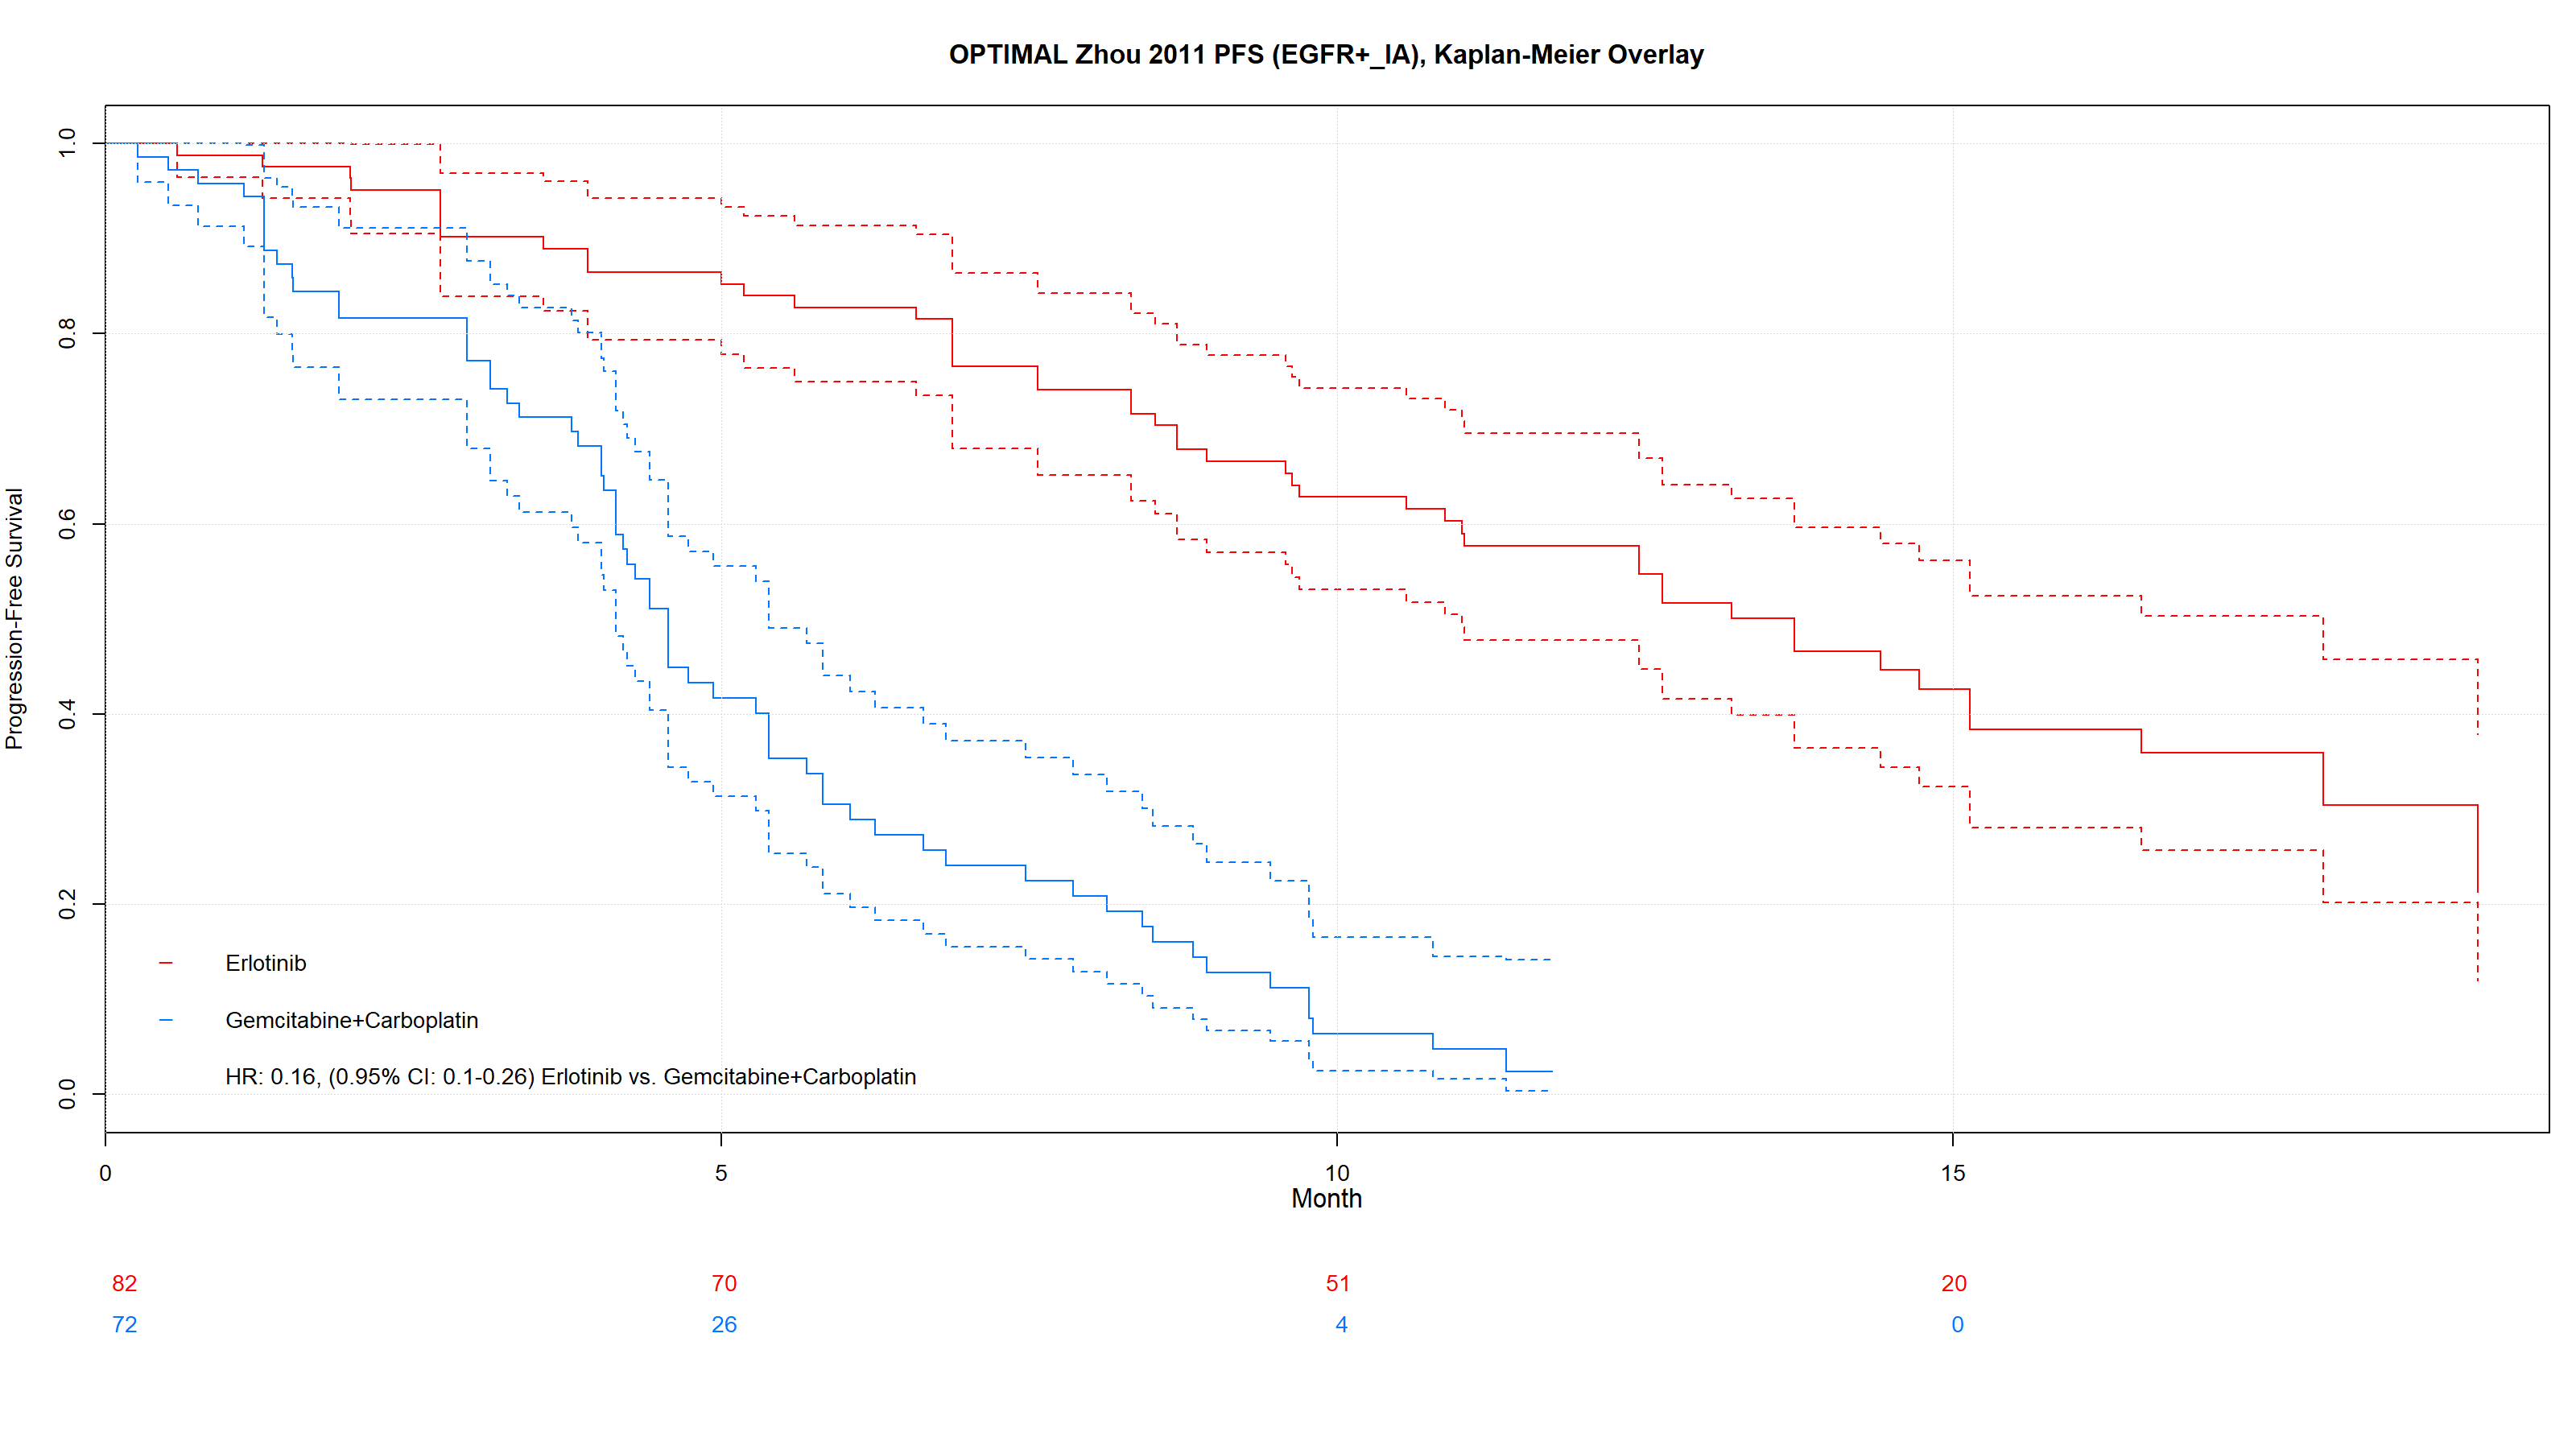 OPTIMAL Zhou 2011 PFS (EGFR+_IA), Kaplan-Meier Overlay
Progression-Free Survival
1.0
0.8
0.6
0.4
0.2
0.0
Erlotinib
Gemcitabine+Carboplatin
HR: 0.16, (0.95% CI: 0.1-0.26) Erlotinib vs. Gemcitabine+Carboplatin
0 5 10 15
Month
82 70 51 20
72 26 4 0